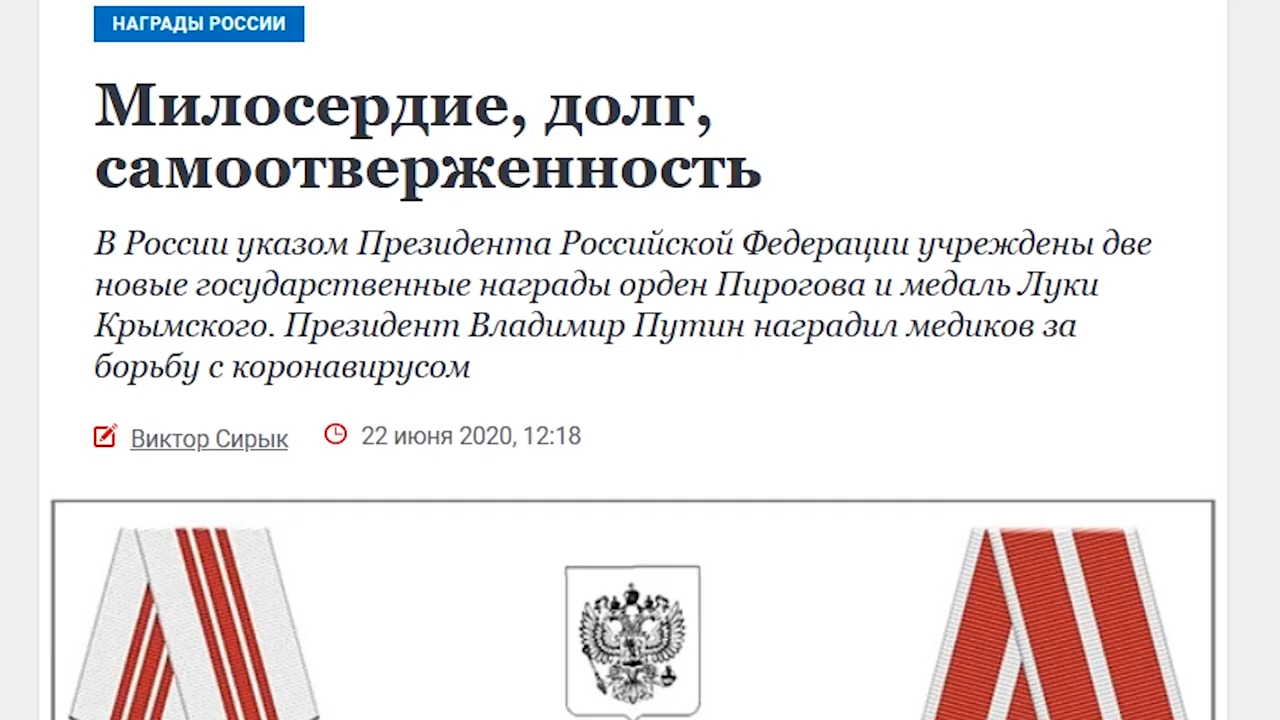 НАГРАДЫ РОССИИ
Милосердие, долг,
самоотверженность
В России указом Президента Российской Федерации учреждены две
новые государственные награды орден Пирогова и медаль Луки
Крымского. Президент Владимир Путин наградил медиков за
борьбу с коронавирусом
Виктор Сирык 22 июня 2020, 12:18